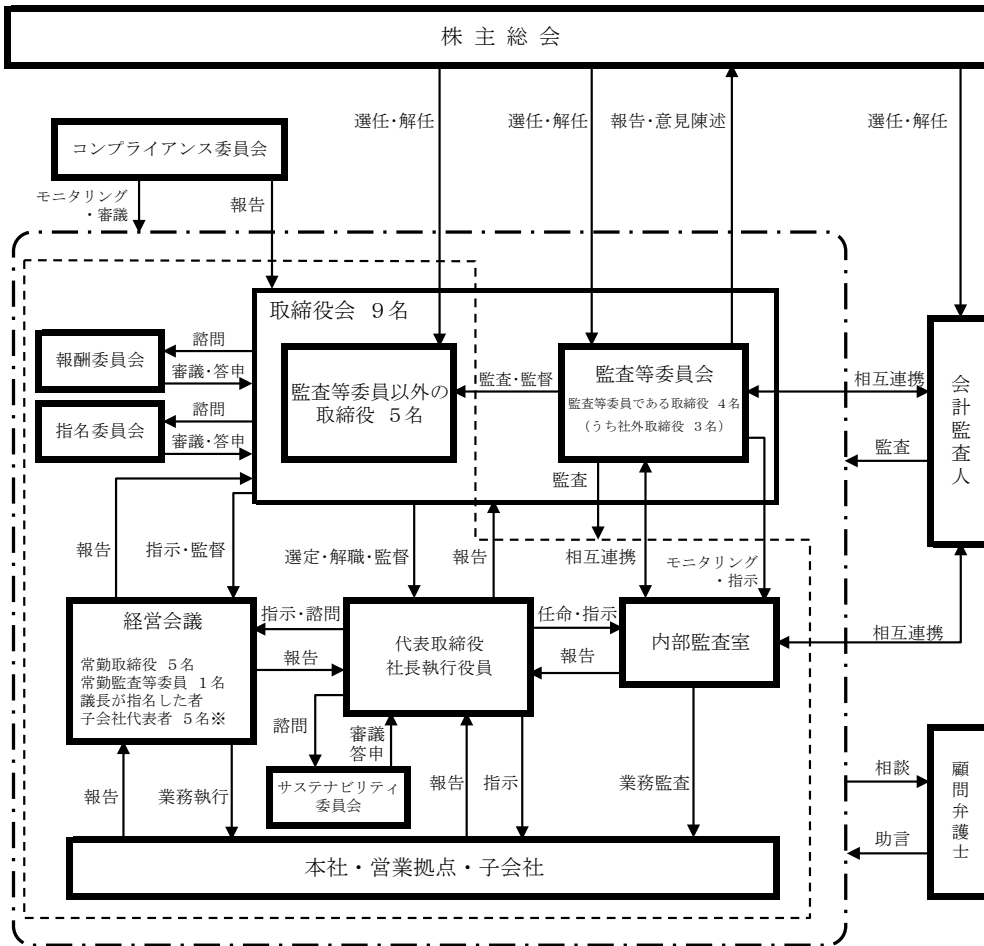 株主総会
選任・解任
選任・解任
報告・意見陳述
選任・解任
コンプライアンス委員会
モニタリング
・審議
報告
取締役会 9名
報酬委員会
諮問
審議・答申
指名委員会
諮問
審議・答申
監査等委員以外の
取締役 5名
監査・監督
監査等委員会
監査等委員である取締役 4名
（うち社外取締役 3名）
相互連携
監査
会計監査人
報告
指示・監督
選定・解職・監督
報告
監査
相互連携
モニタリング
・指示
経営会議
常勤取締役 5名
常勤監査等委員 1名
議長が指名した者
子会社代表者 5名※
指示・諮問
報告
代表取締役
社長執行役員
任命・指示
報告
内部監査室
相互連携
諮問
審議
答申
サステナビリティ
委員会
報告
業務執行
報告
指示
業務監査
相談
助言
顧問弁護士
本社・営業拠点・子会社